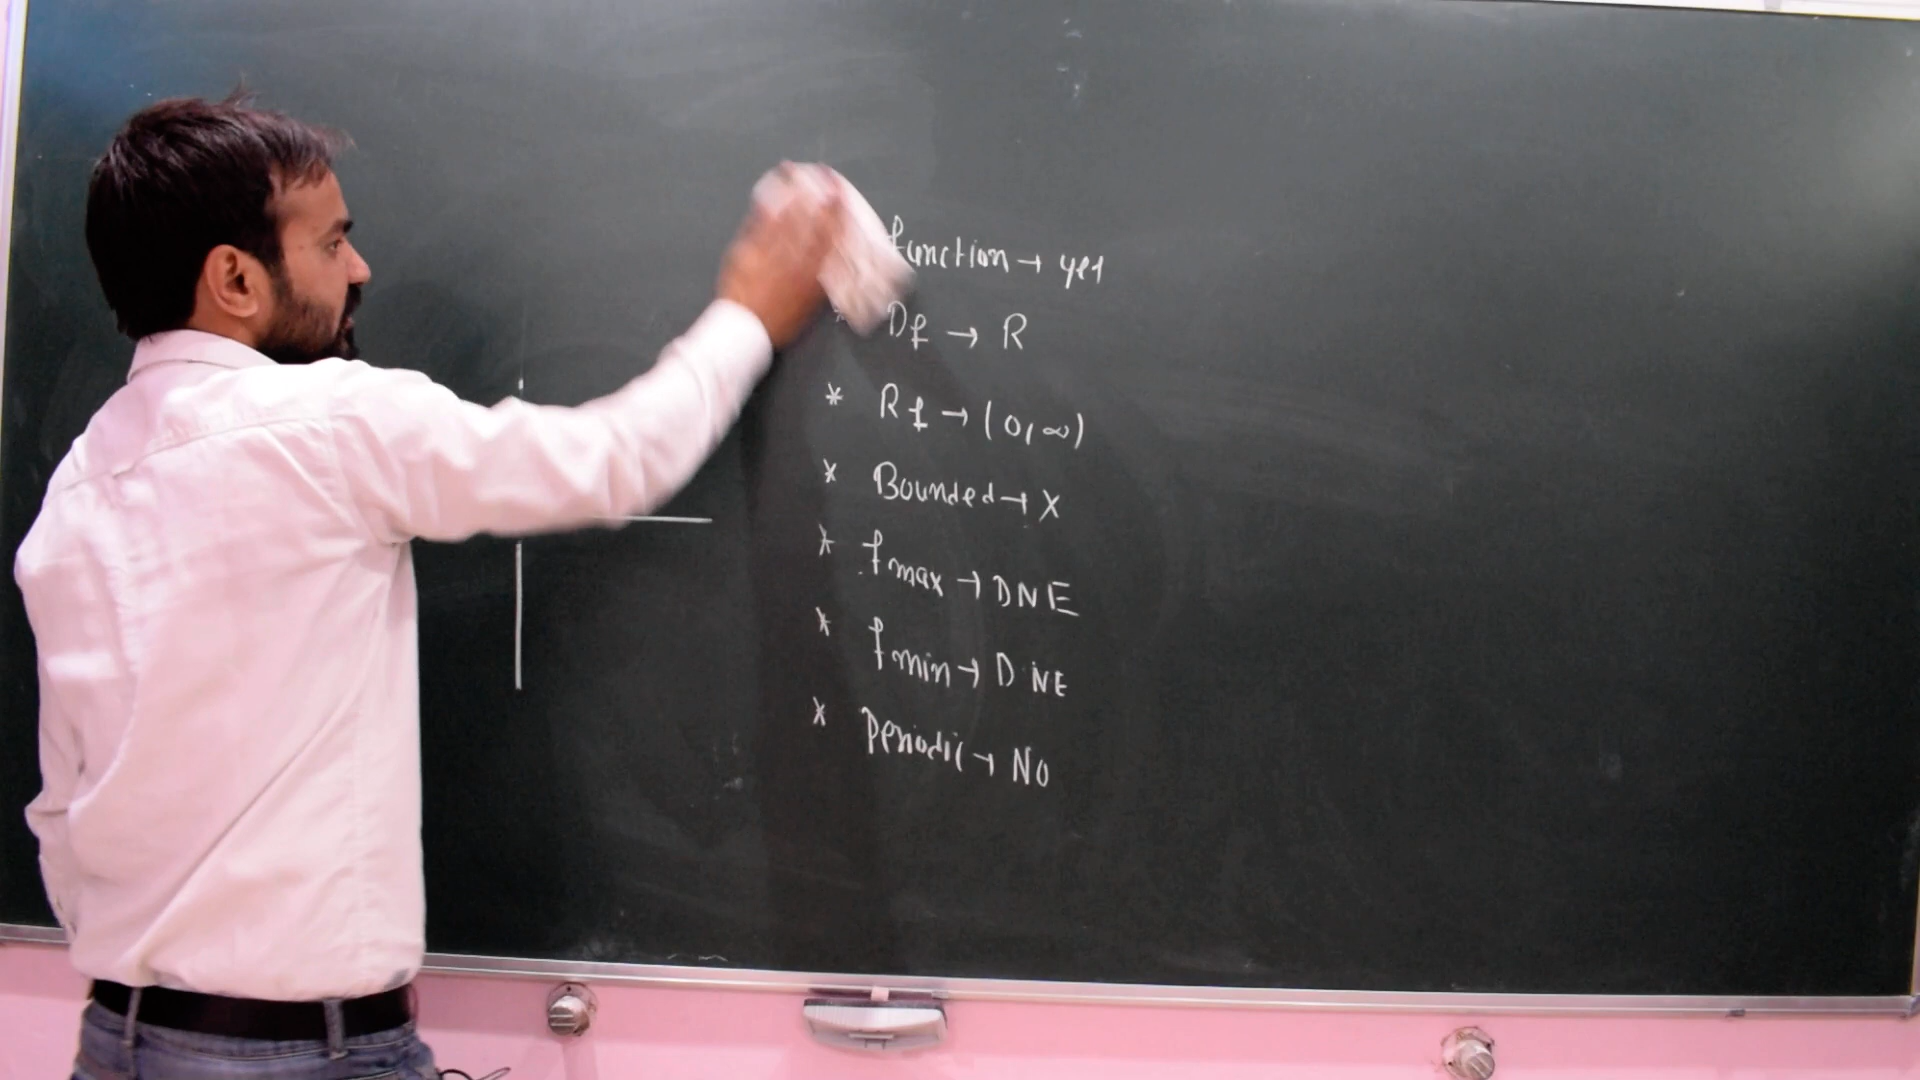 function → yes
* Df → R
* Rf → (0, ∞)
* Bounded → X
* fmax → DNE
* fmin → DNE
* Periodic → No